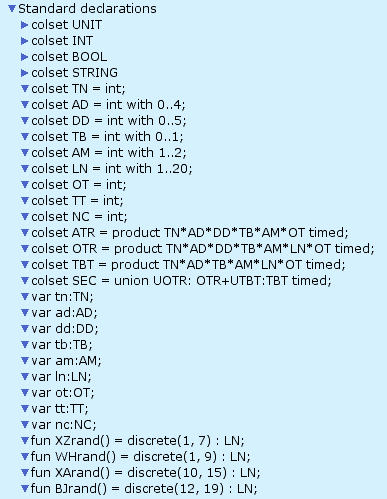 Standard declarations
colset UNIT
colset INT
colset BOOL
colset STRING
colset TN = int;
colset AD = int with 0..4;
colset DD = int with 0..5;
colset TB = int with 0..1;
colset AM = int with 1..2;
colset LN = int with 1..20;
colset OT = int;
colset TT = int;
colset NC = int;
colset ATR = product TN*AD*DD*TB*AM*OT timed;
colset OTR = product TN*AD*DD*TB*AM*LN*OT timed;
colset TBT = product TN*AD*TB*AM*LN*OT timed;
colset SEC = union UOTR: OTR+UTBT:TBT timed;
var tn:TN;
var ad:AD;
var dd:DD;
var tb:TB;
var am:AM;
var ln:LN;
var ot:OT;
var tt:TT;
var nc:NC;
fun XZrand() = discrete(1, 7) : LN;
fun WHrand() = discrete(1, 9) : LN;
fun XArand() = discrete(10, 15) : LN;
fun BJrand() = discrete(12, 19) : LN;